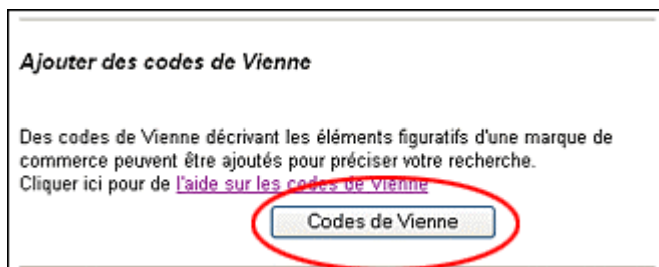 Ajouter des codes de Vienne
Des codes de Vienne décrivant les éléments figuratifs d'une marque de
commerce peuvent être ajoutés pour préciser votre recherche.
Cliquer ici pour de l'aide sur les codes de Vienne
Codes de Vienne